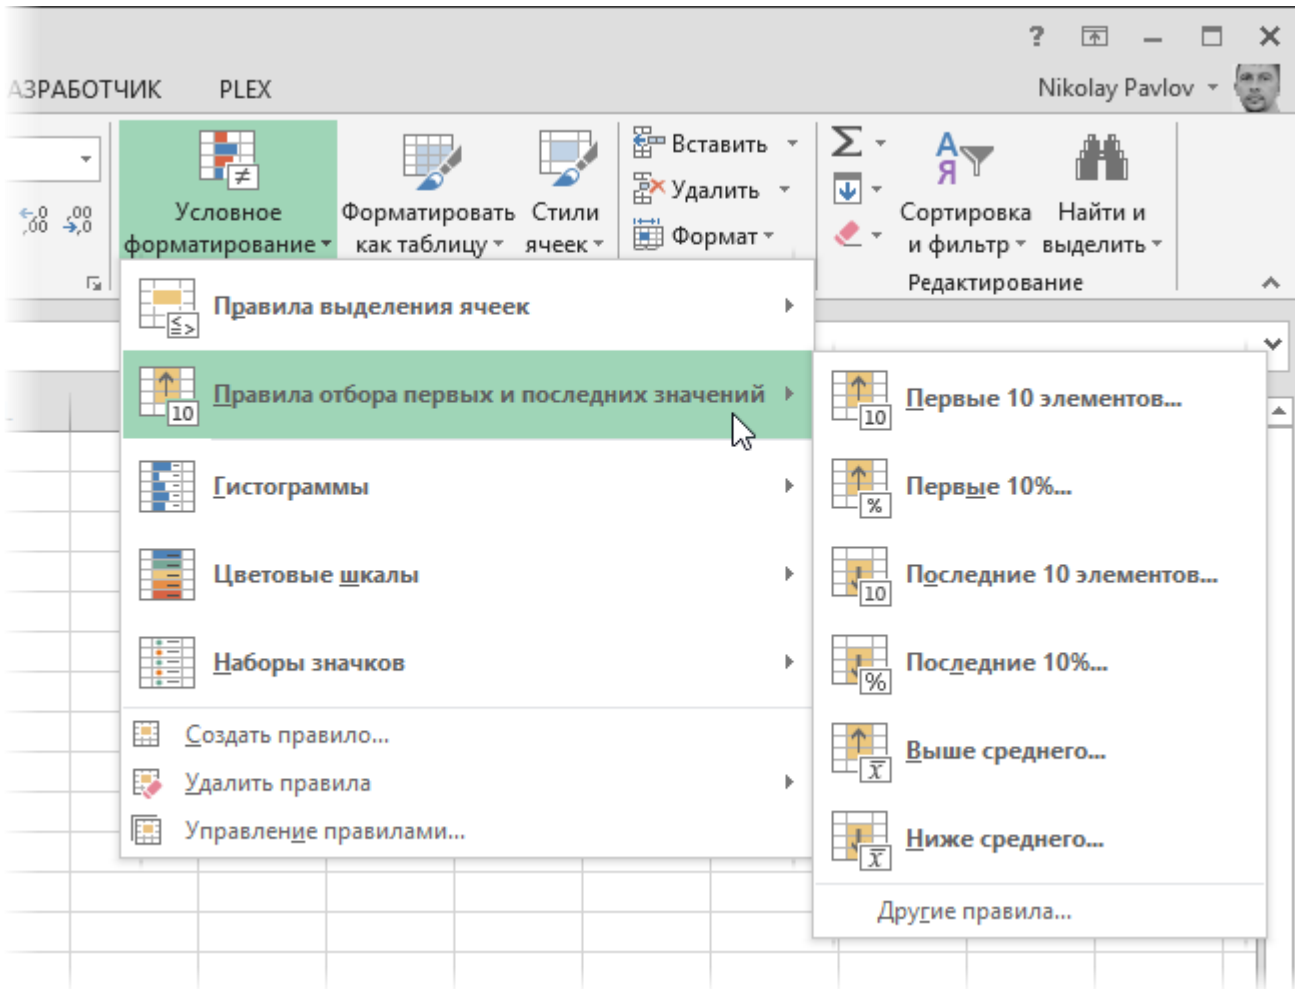 ?
АЗРАБОТЧИК PLEX Nikolay Pavlov
Условное форматирование
Форматировать как таблицу
Стили ячеек
Вставить
Удалить
Формат
Сортировка и фильтр
Найти и выделить
Редактирование
Правила выделения ячеек
Правила отбора первых и последних значений
Гистограммы
Цветовые шкалы
Наборы значков
Создать правило...
Удалить правила
Управление правилами...
Первые 10 элементов...
Первые 10%...
Последние 10 элементов...
Последние 10%...
Выше среднего...
Ниже среднего...
Другие правила...